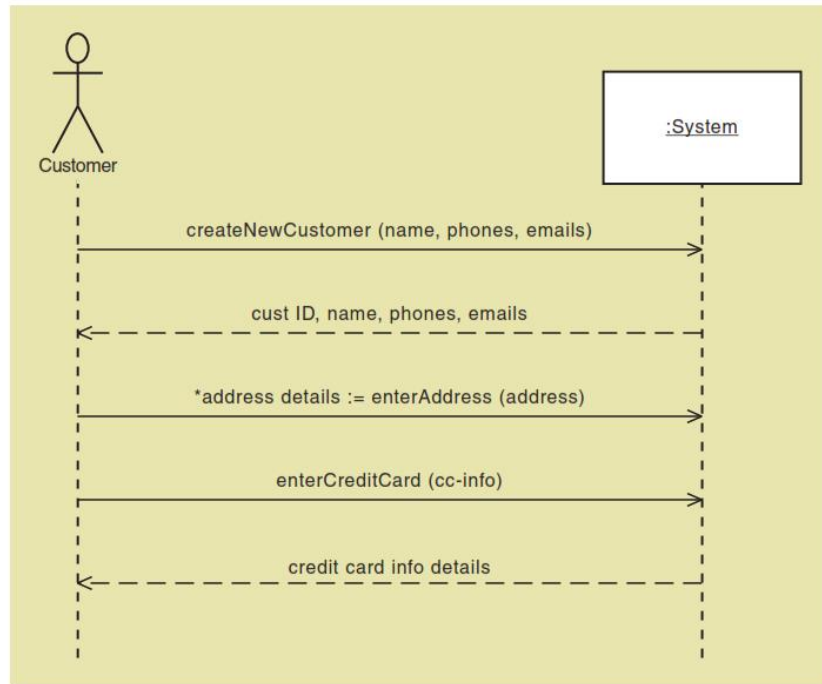 :System
Customer
createNewCustomer (name, phones, emails)
cust ID, name, phones, emails
*address details := enterAddress (address)
enterCreditCard (cc-info)
credit card info details